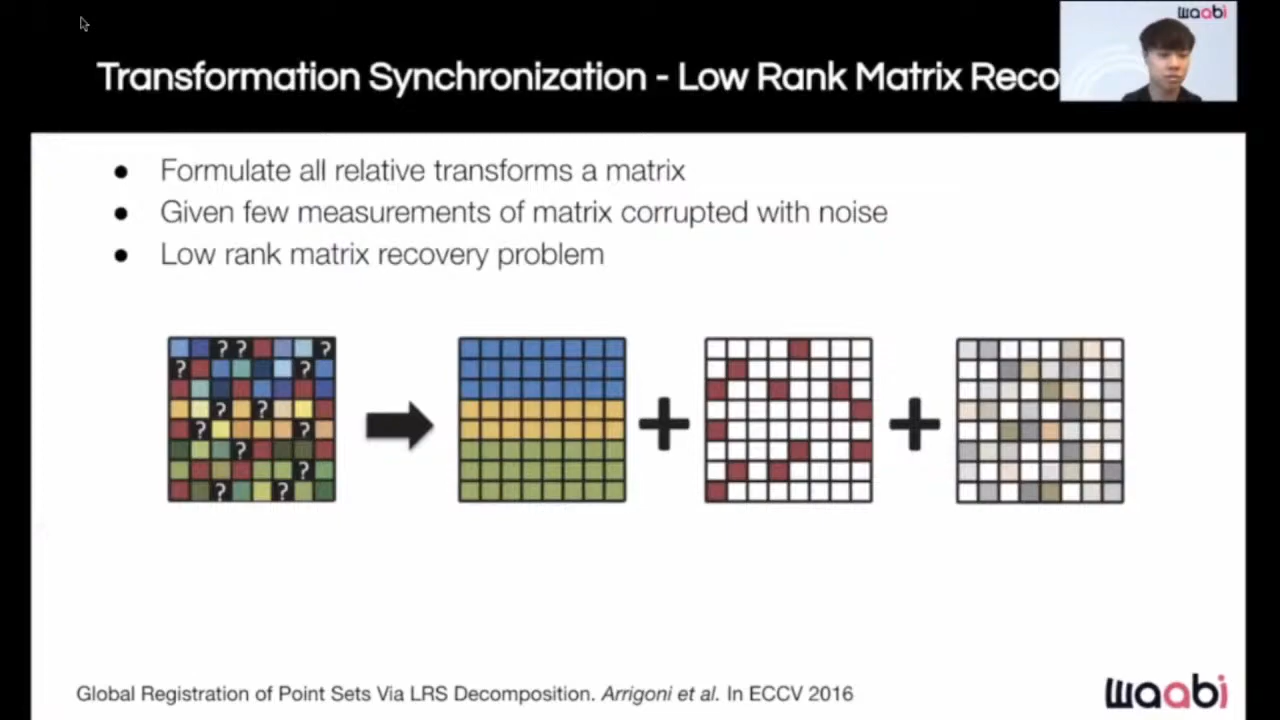 waabi
Transformation Synchronization - Low Rank Matrix Reco
Formulate all relative transforms a matrix
Given few measurements of matrix corrupted with noise
Low rank matrix recovery problem
? ? ?
? ?
? ?
? ?
?
?
? ?
Global Registration of Point Sets Via LRS Decomposition. Arrigoni et al. In ECCV 2016
waabi